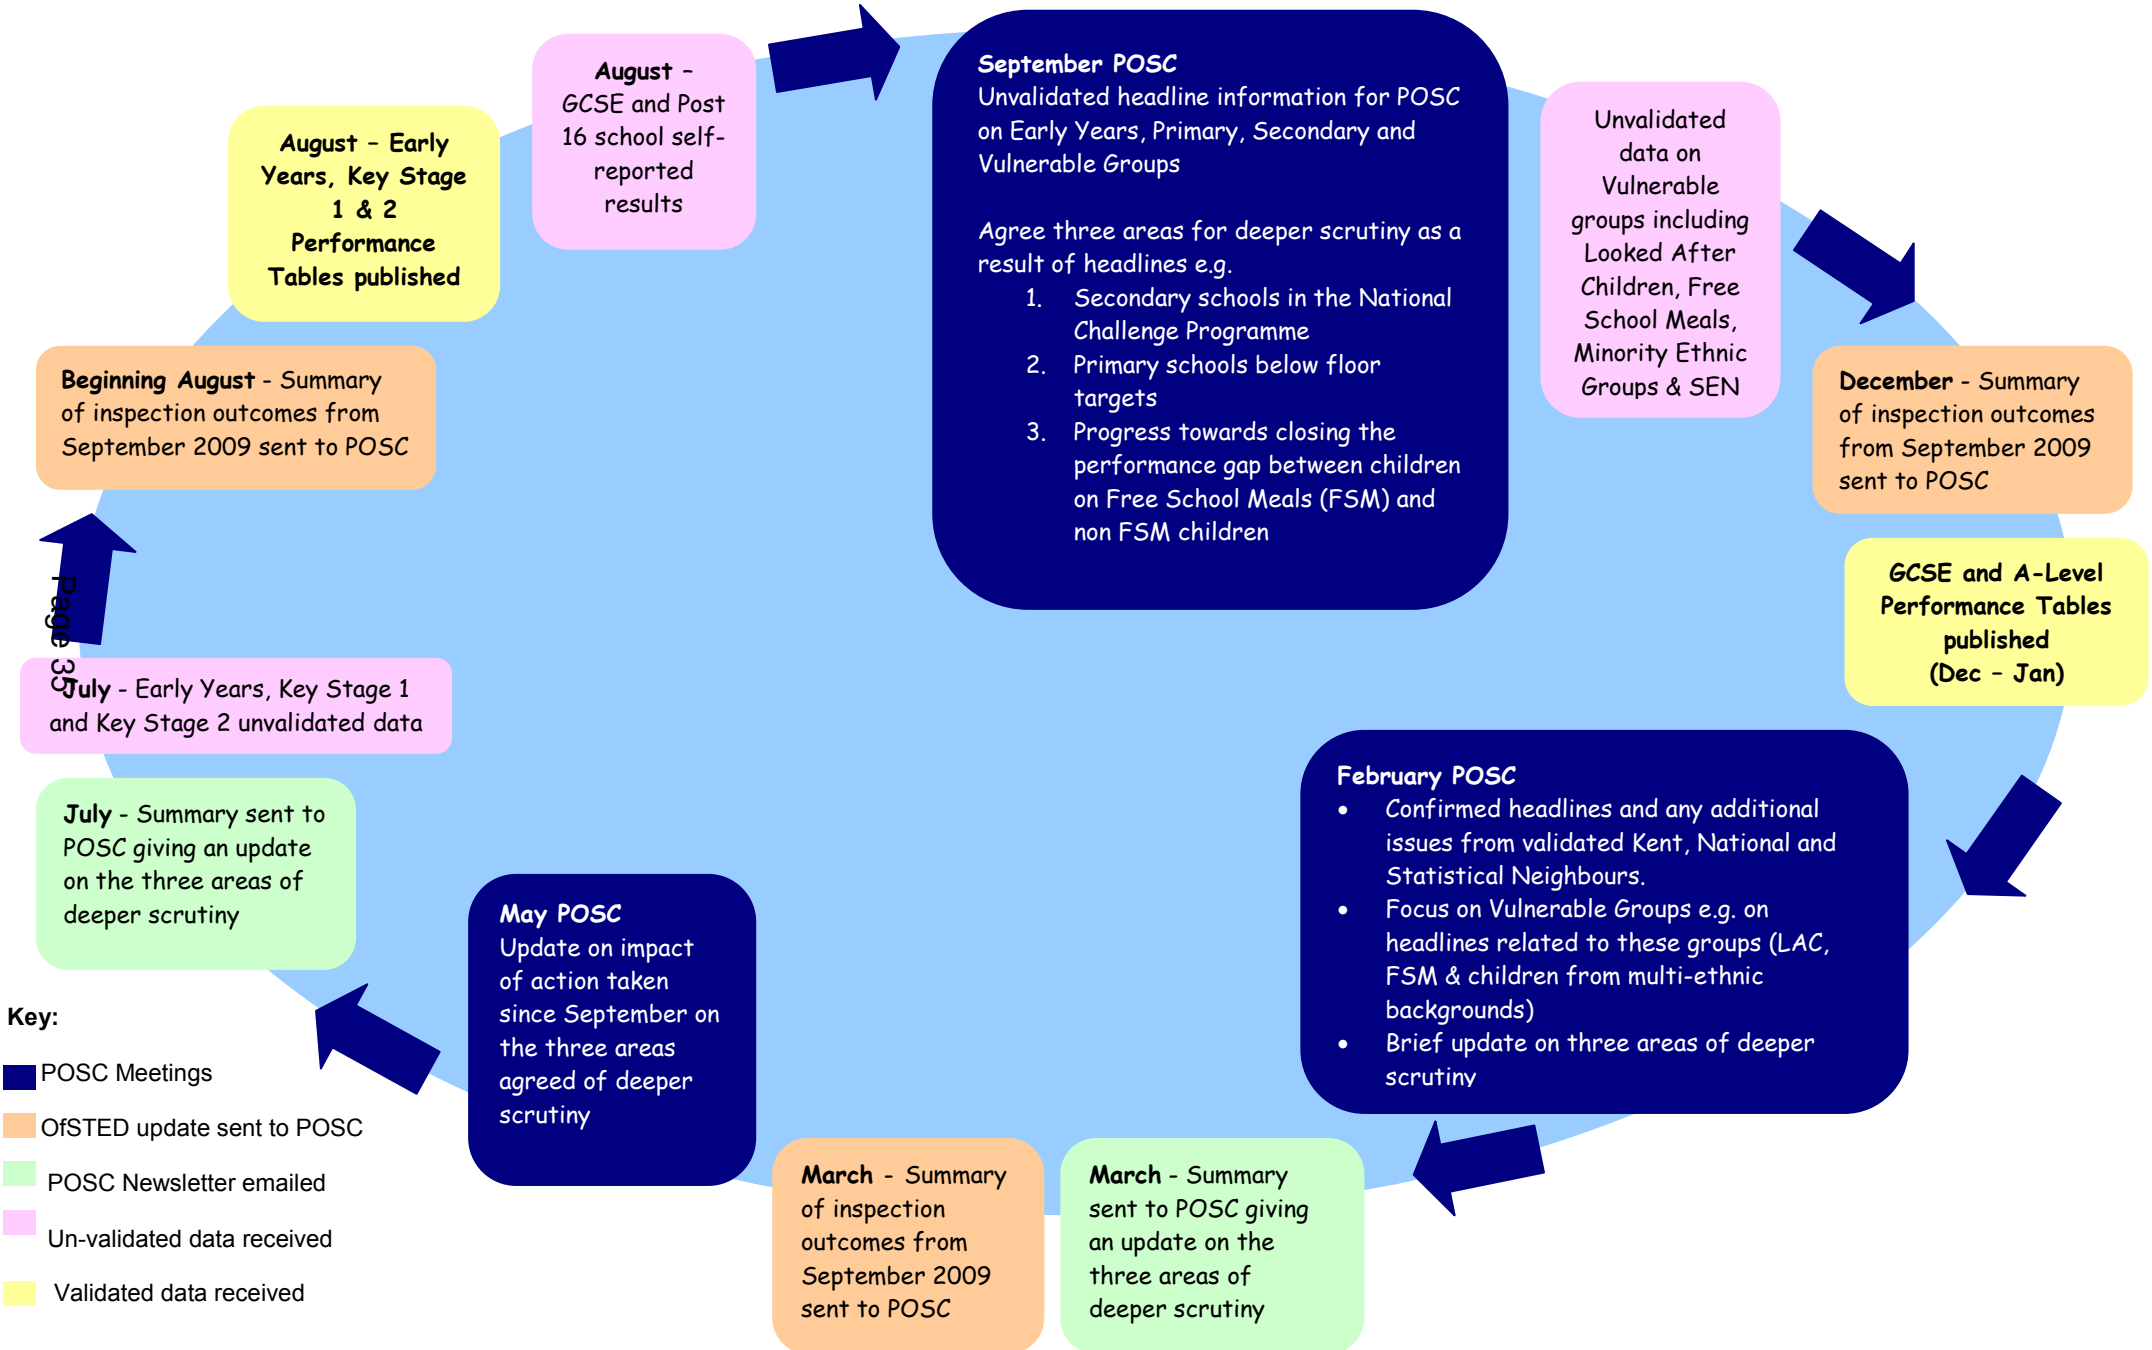 September POSC
Unvalidated headline information for POSC
on Early Years, Primary, Secondary and
Vulnerable Groups
Agree three areas for deeper scrutiny as a
result of headlines e.g.
1. Secondary schools in the National
Challenge Programme
2. Primary schools below floor
targets
3. Progress towards closing the
performance gap between children
on Free School Meals (FSM) and
non FSM children
Unvalidated
data on
Vulnerable
groups including
Looked After
Children, Free
School Meals,
Minority Ethnic
Groups & SEN
December - Summary
of inspection outcomes
from September 2009
sent to POSC
GCSE and A-Level
Performance Tables
published
(Dec – Jan)
February POSC
• Confirmed headlines and any additional
issues from validated Kent, National and
Statistical Neighbours.
• Focus on Vulnerable Groups e.g. on
headlines related to these groups (LAC,
FSM & children from multi-ethnic
backgrounds)
• Brief update on three areas of deeper
scrutiny
March - Summary
sent to POSC giving
an update on the
three areas of
deeper scrutiny
March - Summary
of inspection
outcomes from
September 2009
sent to POSC
May POSC
Update on impact
of action taken
since September on
the three areas
agreed of deeper
scrutiny
July - Summary sent to
POSC giving an update
on the three areas of
deeper scrutiny
July - Early Years, Key Stage 1
and Key Stage 2 unvalidated data
Page 35
Beginning August - Summary
of inspection outcomes from
September 2009 sent to POSC
August – Early
Years, Key Stage
1 & 2
Performance
Tables published
August –
GCSE and Post
16 school self-
reported
results
Key:
POSC Meetings
OfSTED update sent to POSC
POSC Newsletter emailed
Un-validated data received
Validated data received